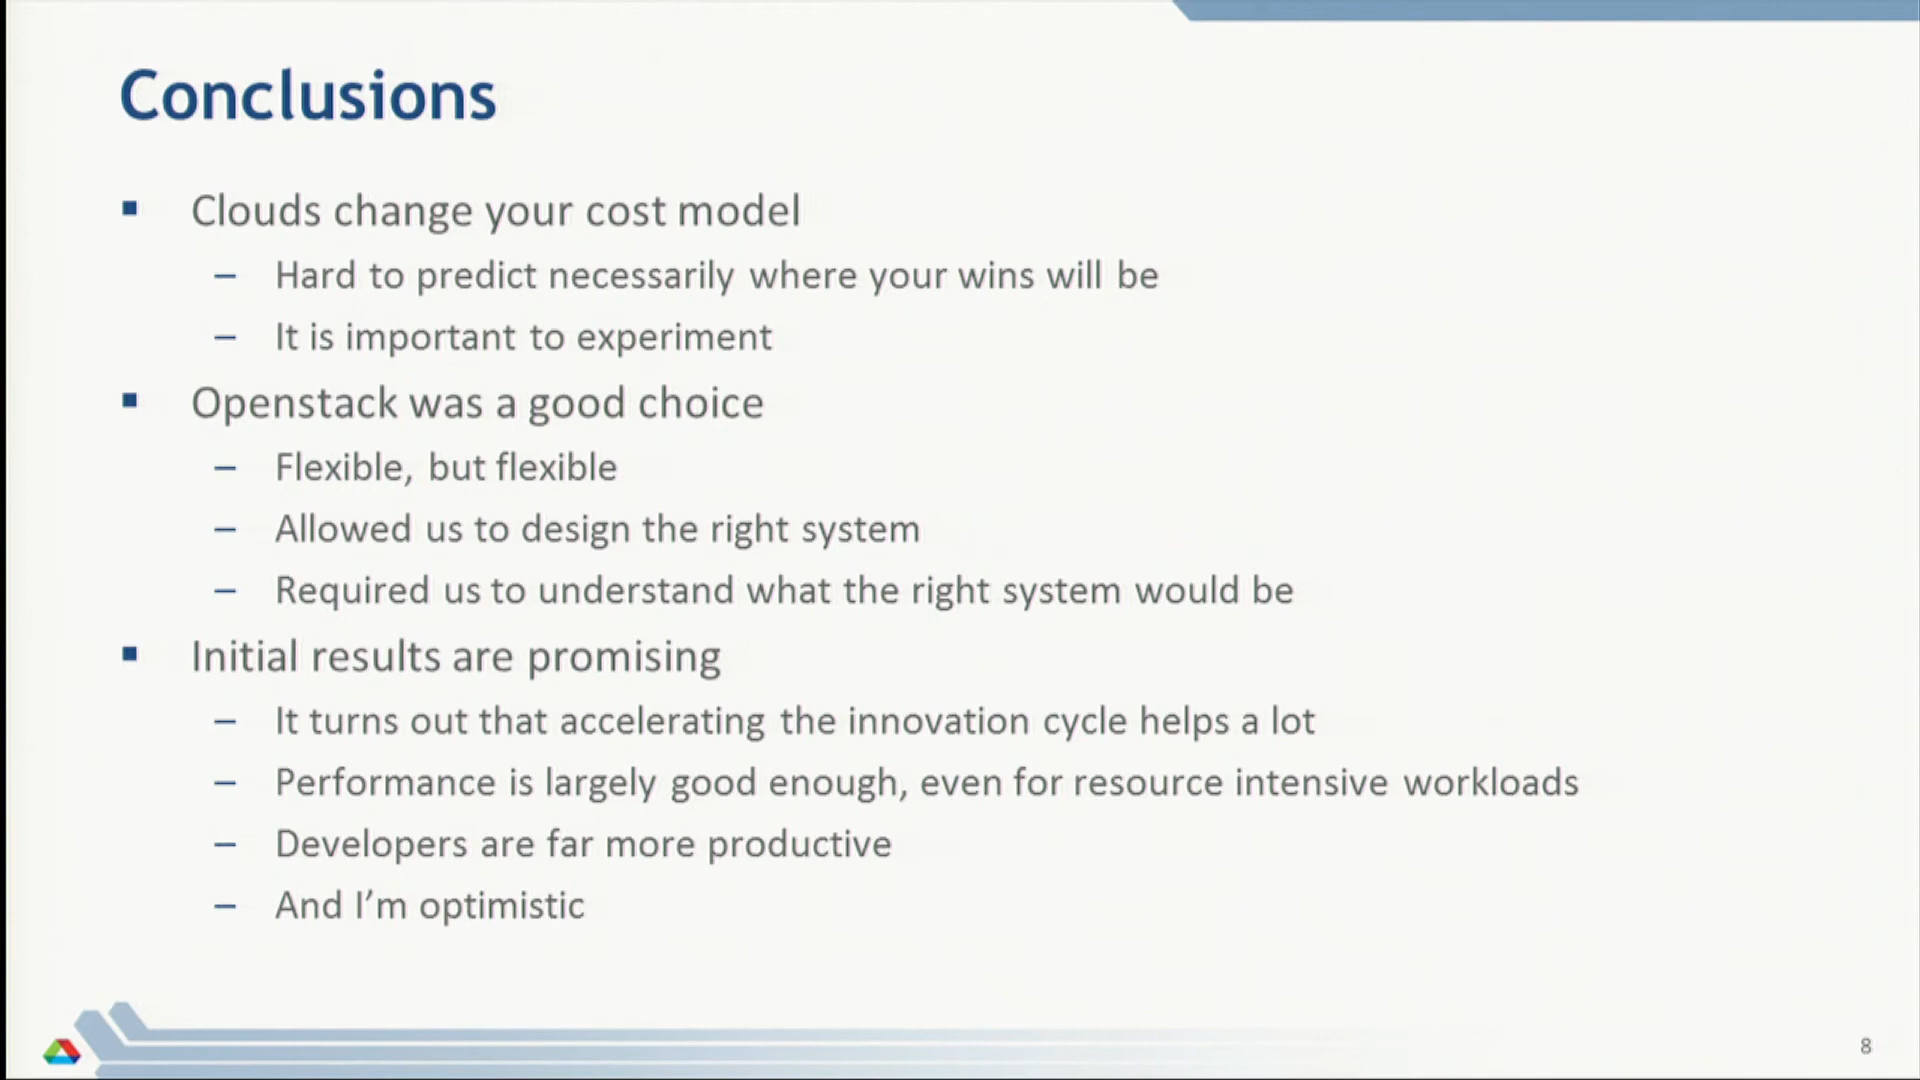 Conclusions
▪ Clouds change your cost model
– Hard to predict necessarily where your wins will be
– It is important to experiment
▪ Openstack was a good choice
– Flexible, but flexible
– Allowed us to design the right system
– Required us to understand what the right system would be
▪ Initial results are promising
– It turns out that accelerating the innovation cycle helps a lot
– Performance is largely good enough, even for resource intensive workloads
– Developers are far more productive
– And I’m optimistic
8